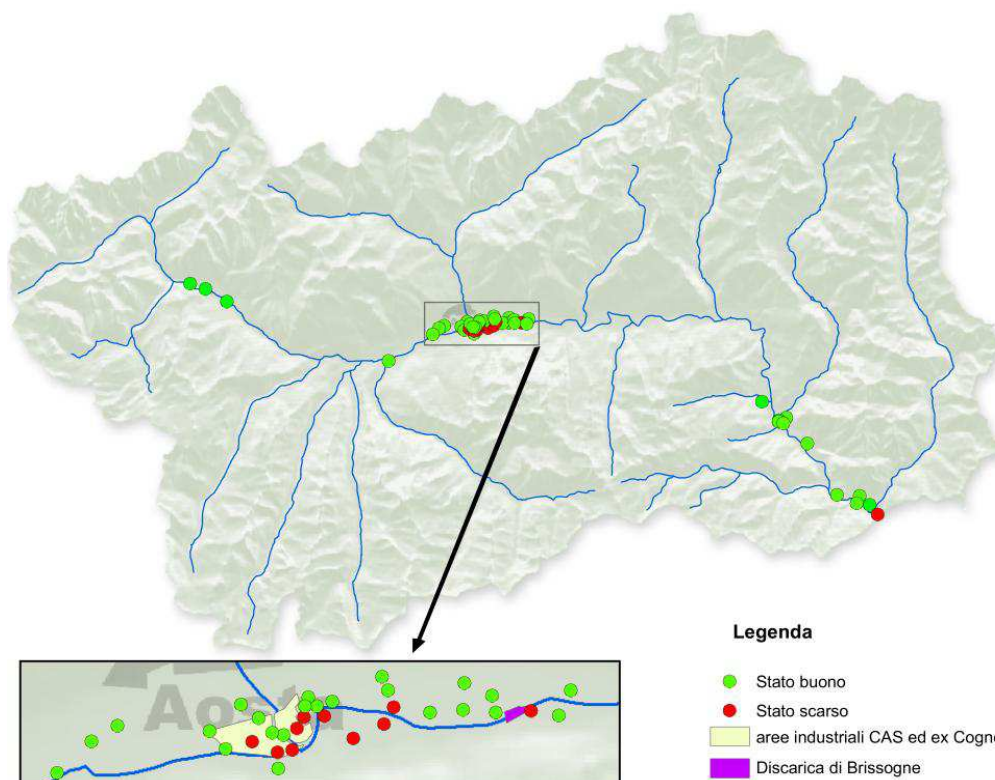 Aosta
Legenda
Stato buono
Stato scarso
aree industriali CAS ed ex Cogne
Discarica di Brissogne